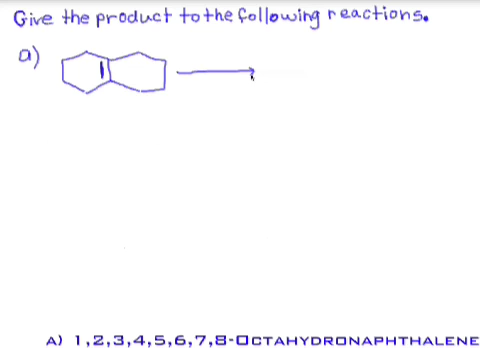 Give the product to the following reactions.
a)
A) 1,2,3,4,5,6,7,8-OCTAHYDRONAPHTHALENE